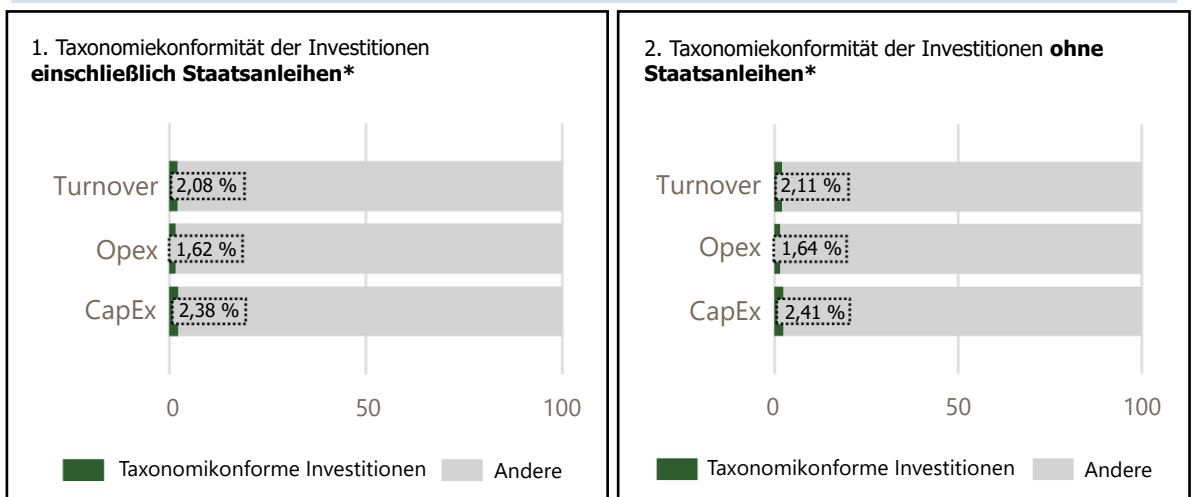 1. Taxonomiekonformität der Investitionen
einschließlich Staatsanleihen*
Turnover
2,08 %
Opex
1,62 %
CapEx
2,38 %
0
50
100
Taxonomikonforme Investitionen
Andere
2. Taxonomiekonformität der Investitionen ohne
Staatsanleihen*
Turnover
2,11 %
Opex
1,64 %
CapEx
2,41 %
0
50
100
Taxonomikonforme Investitionen
Andere